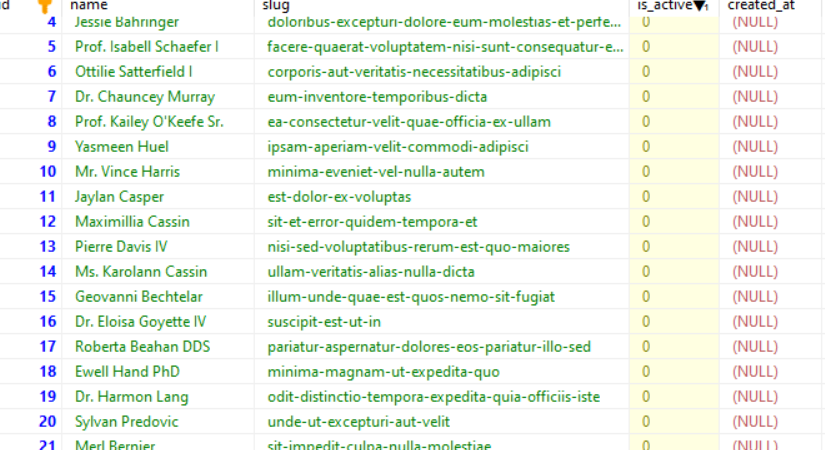 id name slug is_active 1 created_at
4 Jessie Bahringer doloribus-excepturi-dolore-eum-molestias-et-perfe... 0 (NULL)
5 Prof. Isabell Schaefer I facere-quaerat-voluptatem-nisi-sunt-consequatur-e... 0 (NULL)
6 Ottilie Satterfield I corporis-aut-veritatis-necessitatibus-adipisci 0 (NULL)
7 Dr. Chauncey Murray eum-inventore-temporibus-dicta 0 (NULL)
8 Prof. Kailey O'Keefe Sr. ea-consectetur-velit-quae-officia-ex-ullam 0 (NULL)
9 Yasmeen Huel ipsam-aperiam-velit-commodi-adipisci 0 (NULL)
10 Mr. Vince Harris minima-eveniet-vel-nulla-autem 0 (NULL)
11 Jaylan Casper est-dolor-ex-voluptas 0 (NULL)
12 Maximillia Cassin sit-et-error-quidem-tempora-et 0 (NULL)
13 Pierre Davis IV nisi-sed-voluptatibus-rerum-est-quo-maiores 0 (NULL)
14 Ms. Karolann Cassin ullam-veritatis-alias-nulla-dicta 0 (NULL)
15 Geovanni Bechtelar illum-unde-quae-est-quos-nemo-sit-fugiat 0 (NULL)
16 Dr. Eloisa Goyette IV suscipit-est-ut-in 0 (NULL)
17 Roberta Beahan DDS pariatur-aspernatur-dolores-eos-pariatur-illo-sed 0 (NULL)
18 Ewell Hand PhD minima-magnam-ut-expedita-quo 0 (NULL)
19 Dr. Harmon Lang odit-distinctio-tempora-expedita-quia-officiis-iste 0 (NULL)
20 Sylvan Predovic unde-ut-excepturi-aut-velit 0 (NULL)
21 Merl Bernier sit-impedit-culpa-nulla-molestiae 0 (NULL)